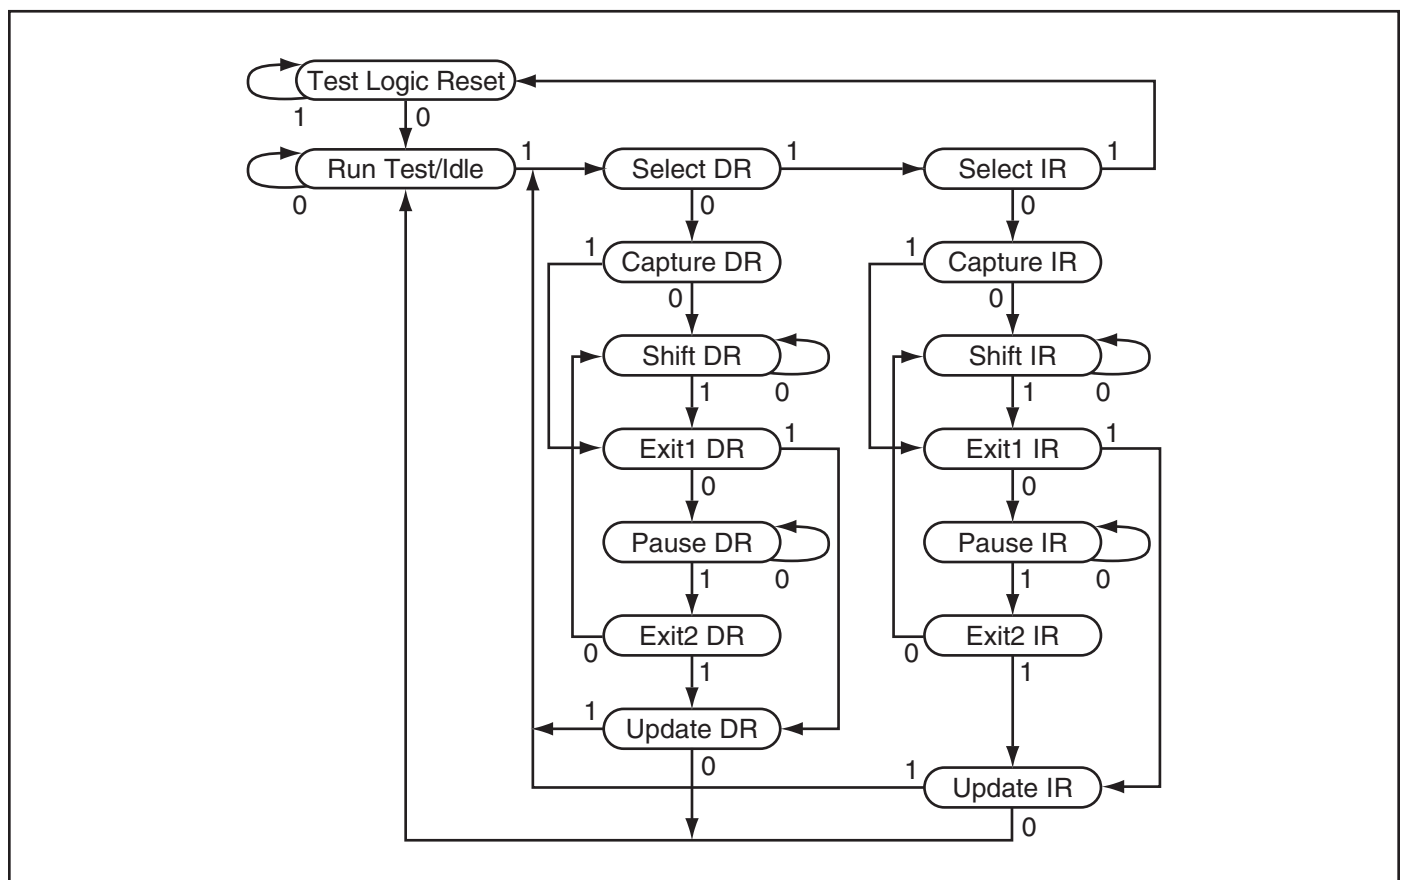 Test Logic Reset
1 0
Run Test/Idle 1 Select DR 1 Select IR 1
0 0 0
1 Capture DR 1 Capture IR
0 0
Shift DR Shift IR
1 0 1 0
Exit1 DR 1 Exit1 IR 1
0 0
Pause DR Pause IR
1 0 1 0
Exit2 DR Exit2 IR
0 1 0 1
1 Update DR
0 1 Update IR
0